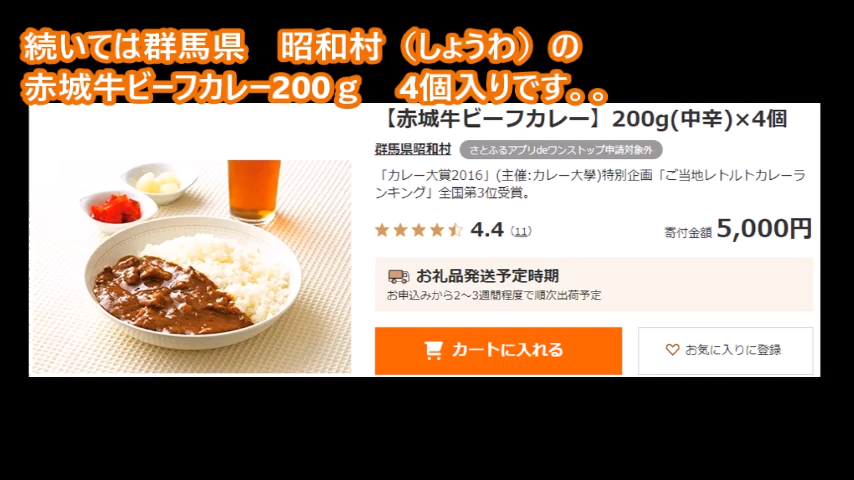 続いては群馬県　昭和村（しょうわ）の
赤城牛ビーフカレー200ｇ　4個入りです。。
【赤城牛ビーフカレー】200g(中辛)×4個
群馬県昭和村 さとふるアプリdeワンストップ申請対象外
「カレー大賞2016」(主催:カレー大學)特別企画「ご当地レトルトカレーラ
ンキング」全国第3位受賞。
4.4 (11) 寄付金額 5,000円
お礼品発送予定時期
お申込みから2～3週間程度で順次出荷予定
カートに入れる お気に入りに登録